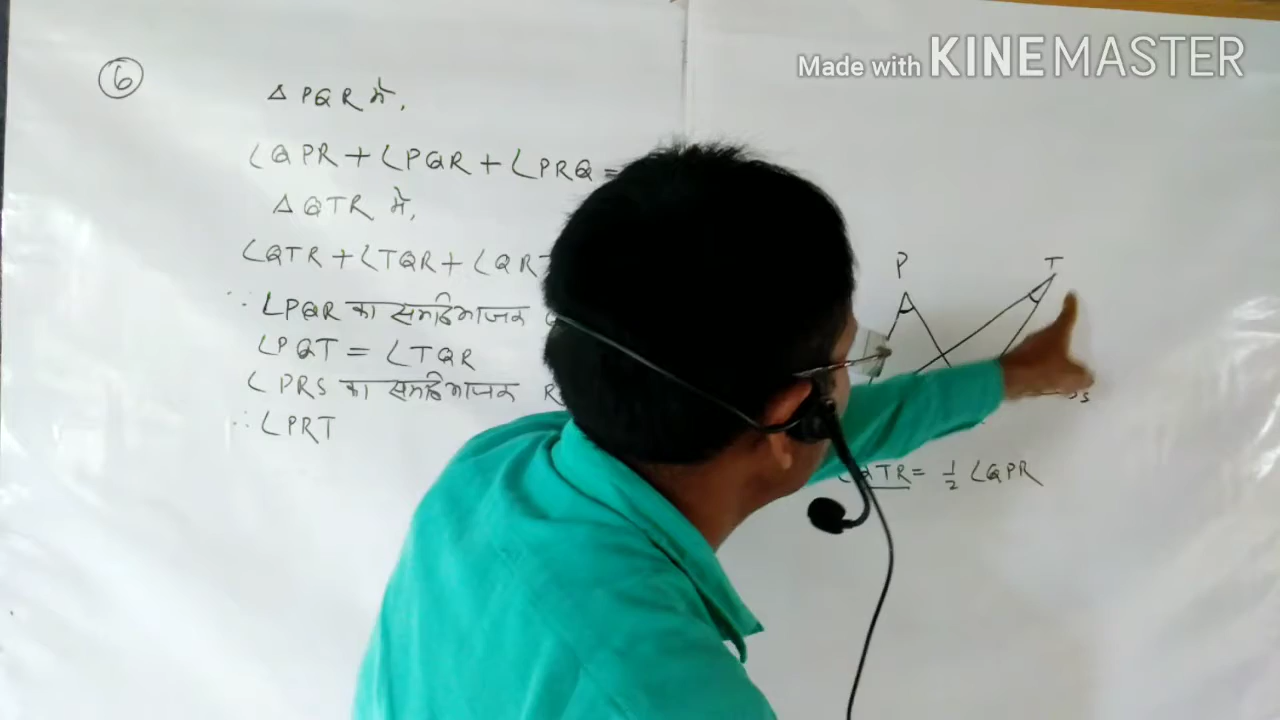 Made with KINEMASTER
6
Δ PQR में,
∠QPR + ∠PQR + ∠PRQ =
Δ QTR में,
∠QTR + ∠TQR + ∠QRT
∵ ∠PQR का समद्विभाजक
∠PQT = ∠TQR
∠PRS का समद्विभाजक
∴ ∠PRT
P
T
S
QTR = 1/2 ∠QPR